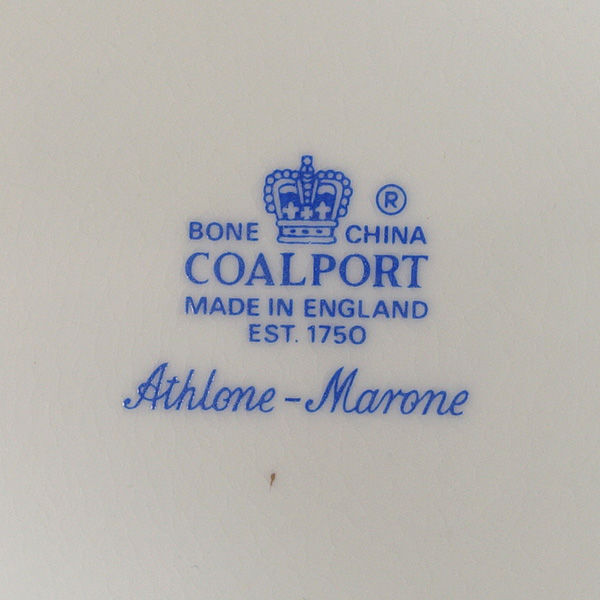 ®
BONE CHINA
COALPORT
MADE IN ENGLAND
EST. 1750
Athlone - Marone